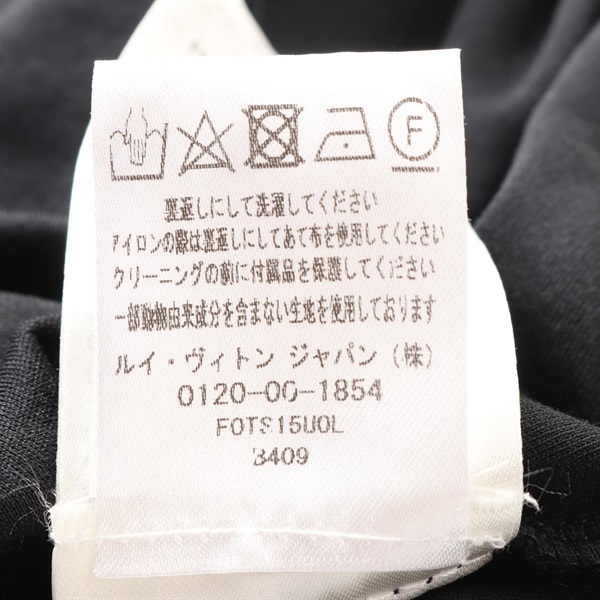 F
裏返しにして洗濯してください
アイロンの際は裏返しにしてあて布を使用してください
クリーニングの前に付属品を保護してください
一部動物由来成分を含まない生地を使用しております
ルイ・ヴィトン ジャパン（株）
0120-00-1854
F0TS15U0L
3409